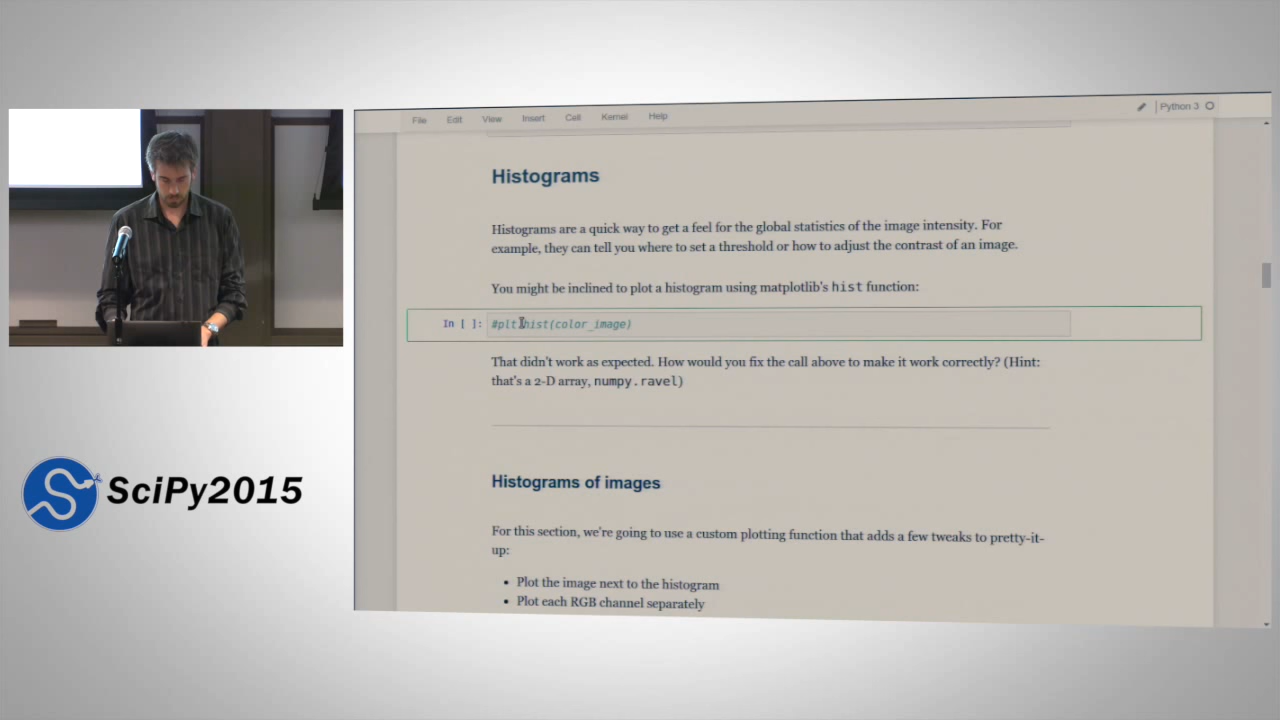 File Edit View Insert Cell Kernel Help
Python 3
Histograms
Histograms are a quick way to get a feel for the global statistics of the image intensity. For
example, they can tell you where to set a threshold or how to adjust the contrast of an image.
You might be inclined to plot a histogram using matplotlib's hist function:
In [ ]: #plt.hist(color_image)
That didn't work as expected. How would you fix the call above to make it work correctly? (Hint:
that's a 2-D array, numpy.ravel)
SciPy2015
Histograms of images
For this section, we're going to use a custom plotting function that adds a few tweaks to pretty-it-
up:
• Plot the image next to the histogram
• Plot each RGB channel separately